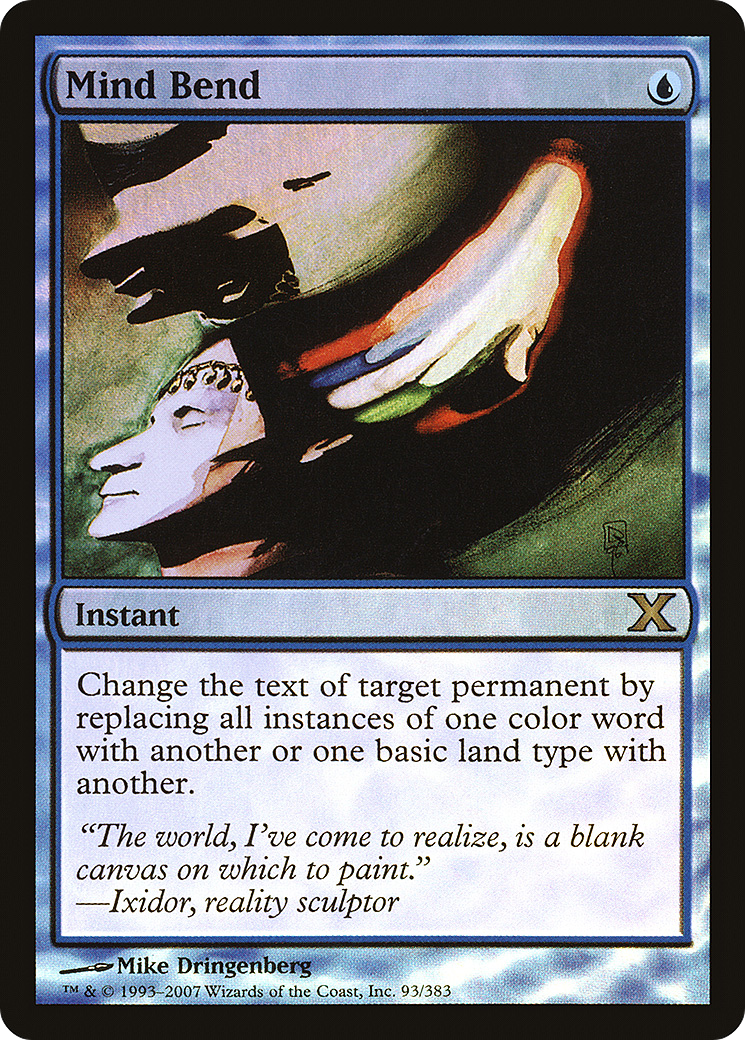 Mind Bend
Instant
X
Change the text of target permanent by
replacing all instances of one color word
with another or one basic land type with
another.
“The world, I’ve come to realize, is a blank
canvas on which to paint.”
—Ixidor, reality sculptor
Mike Dringenberg
™ & © 1993–2007 Wizards of the Coast, Inc. 93/383